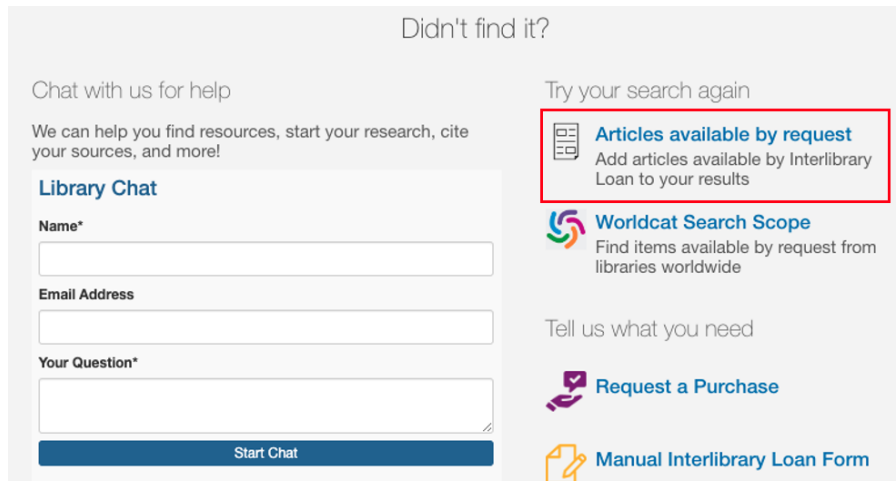 Didn't find it?
Chat with us for help
We can help you find resources, start your research, cite
your sources, and more!
Library Chat
Name*
Email Address
Your Question*
Start Chat
Try your search again
Articles available by request
Add articles available by Interlibrary
Loan to your results
Worldcat Search Scope
Find items available by request from
libraries worldwide
Tell us what you need
Request a Purchase
Manual Interlibrary Loan Form